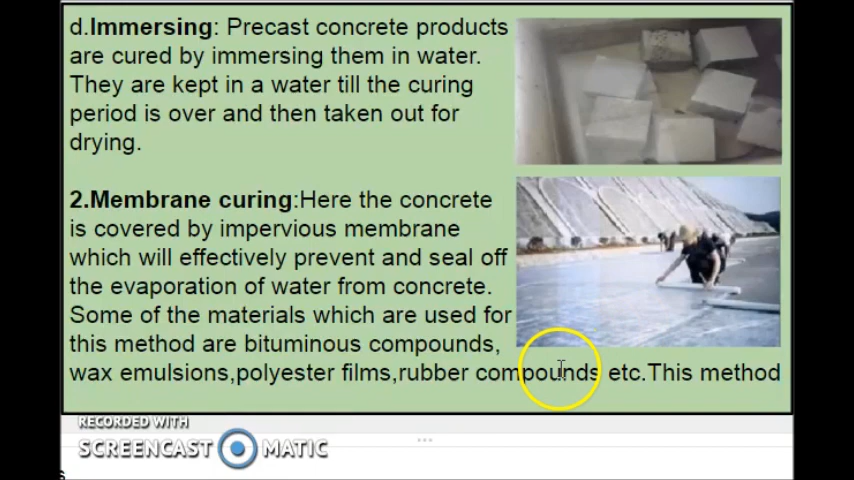 d.Immersing: Precast concrete products
are cured by immersing them in water.
They are kept in a water till the curing
period is over and then taken out for
drying.
2.Membrane curing:Here the concrete
is covered by impervious membrane
which will effectively prevent and seal off
the evaporation of water from concrete.
Some of the materials which are used for
this method are bituminous compounds,
wax emulsions,polyester films,rubber compounds etc.This method
RECORDED WITH
SCREENCAST MATIC
s